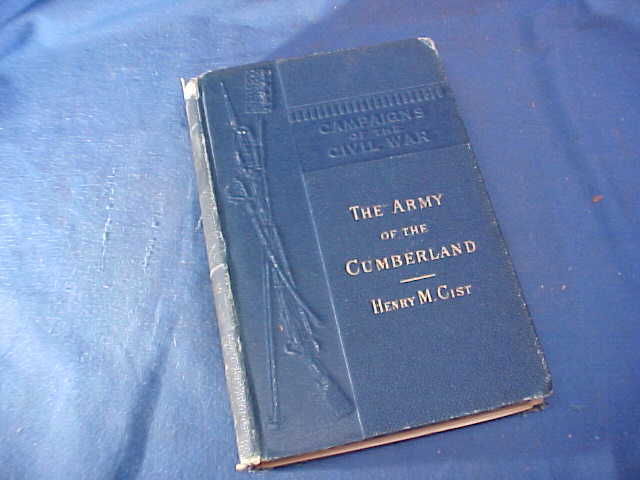 CAMPAIGNS
OF THE
CIVIL WAR
THE ARMY
OF THE
CUMBERLAND
HENRY M. CIST